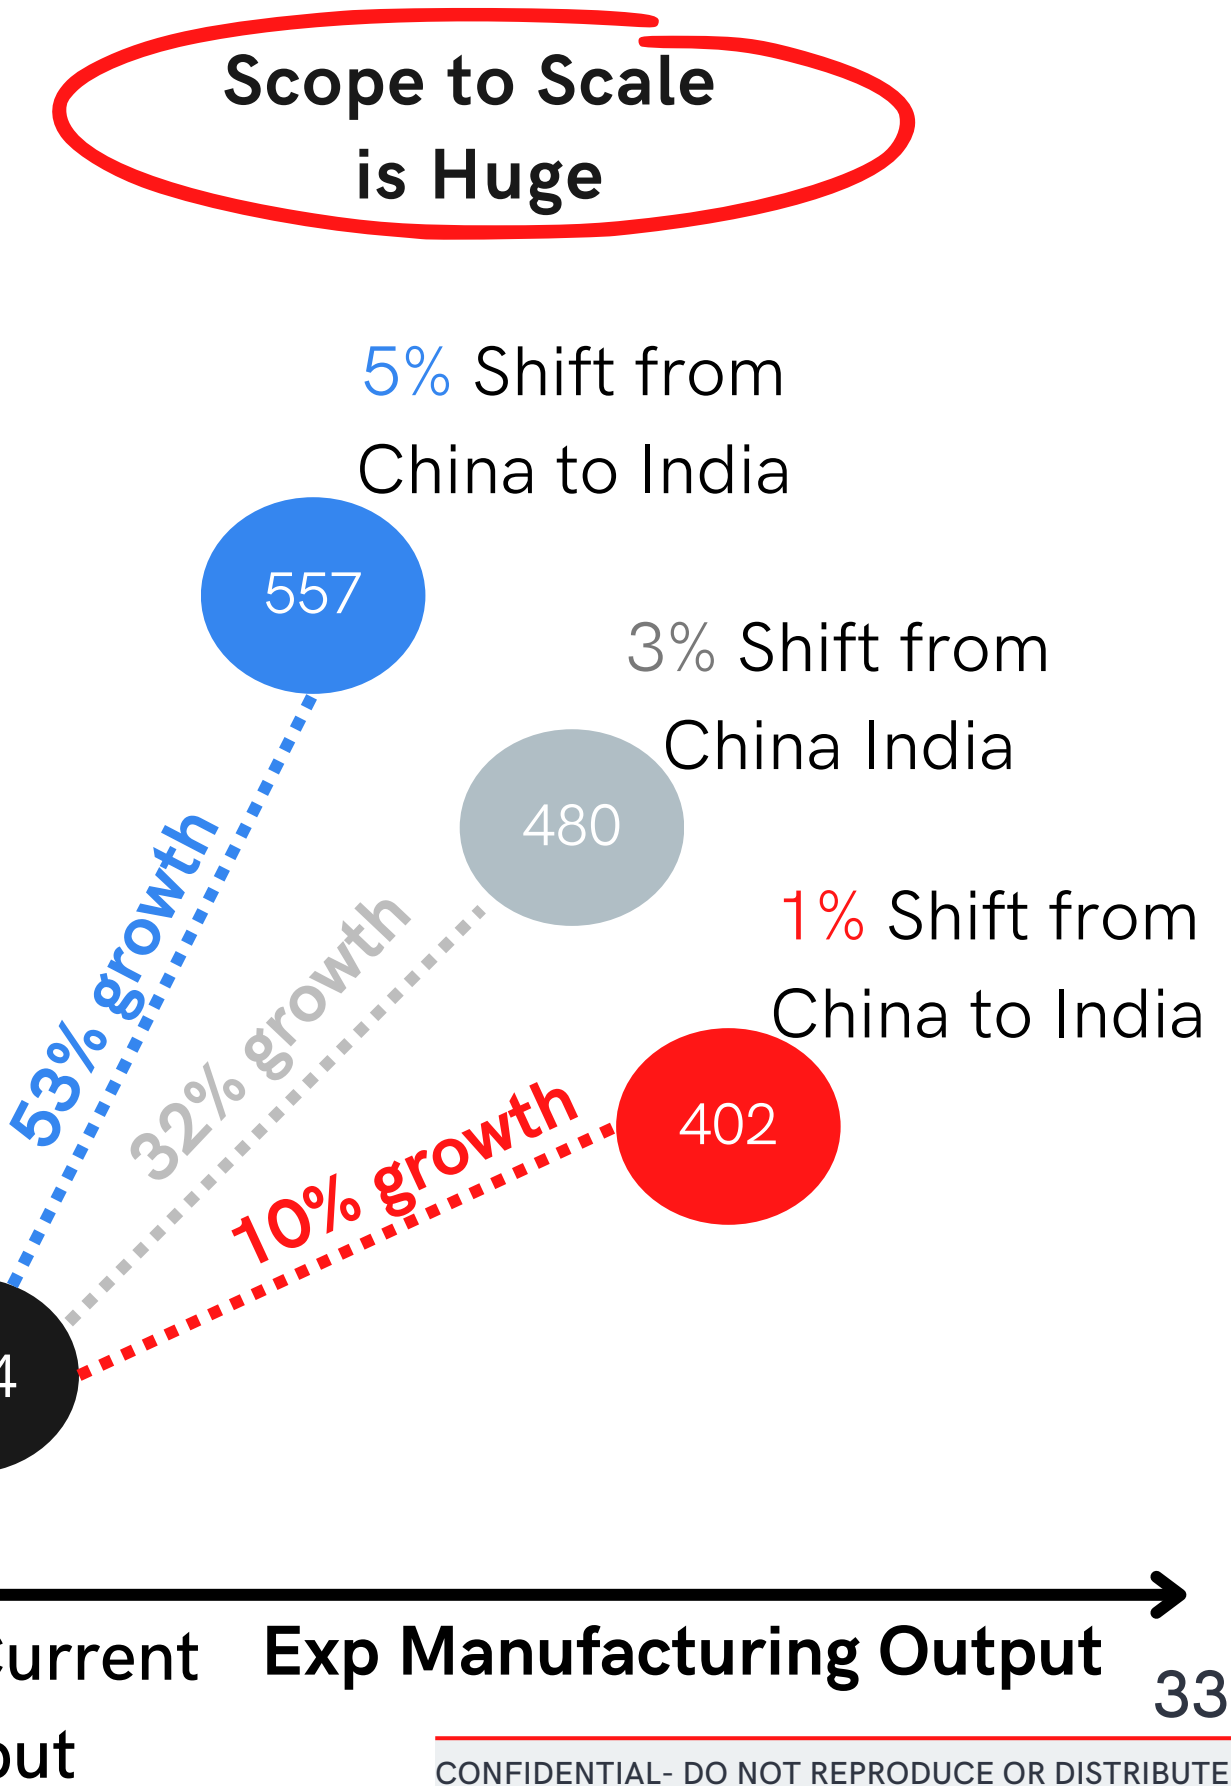 Scope to Scale
is Huge
5% Shift from
China to India
557
3% Shift from
China India
480
1% Shift from
China to India
402
53% growth
32% growth
10% growth
4
Current
Exp Manufacturing Output
33
CONFIDENTIAL- DO NOT REPRODUCE OR DISTRIBUTE